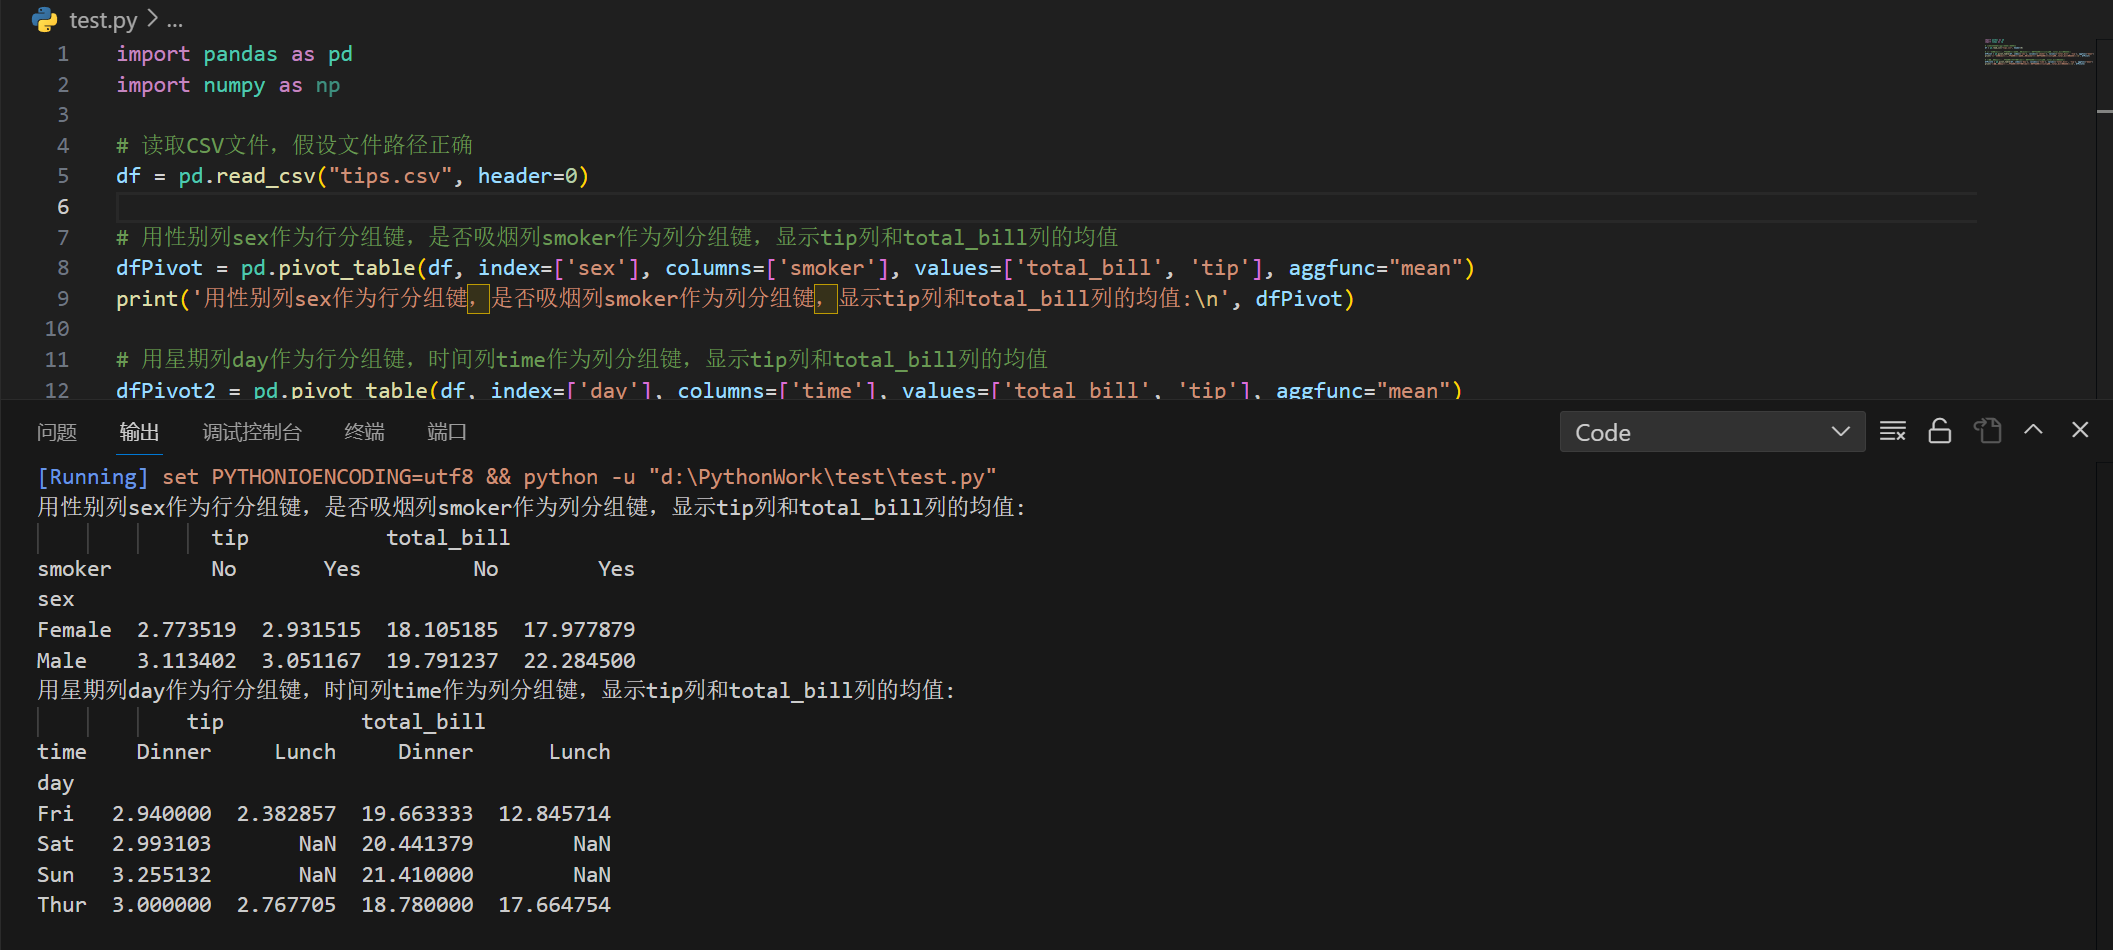 test.py > ...
1 import pandas as pd
2 import numpy as np
3
4 # 读取CSV文件，假设文件路径正确
5 df = pd.read_csv("tips.csv", header=0)
6
7 # 用性别列sex作为行分组键，是否吸烟列smoker作为列分组键，显示tip列和total_bill列的均值
8 dfPivot = pd.pivot_table(df, index=['sex'], columns=['smoker'], values=['total_bill', 'tip'], aggfunc="mean")
9 print('用性别列sex作为行分组键，是否吸烟列smoker作为列分组键，显示tip列和total_bill列的均值:\n', dfPivot)
10
11 # 用星期列day作为行分组键，时间列time作为列分组键，显示tip列和total_bill列的均值
12 dfPivot2 = pd.pivot_table(df, index=['day'], columns=['time'], values=['total_bill', 'tip'], aggfunc="mean")
问题 输出 调试控制台 终端 端口 Code
[Running] set PYTHONIOENCODING=utf8 && python -u "d:\PythonWork\test\test.py"
用性别列sex作为行分组键，是否吸烟列smoker作为列分组键，显示tip列和total_bill列的均值:
tip total_bill
smoker No Yes No Yes
sex
Female 2.773519 2.931515 18.105185 17.977879
Male 3.113402 3.051167 19.791237 22.284500
用星期列day作为行分组键，时间列time作为列分组键，显示tip列和total_bill列的均值:
tip total_bill
time Dinner Lunch Dinner Lunch
day
Fri 2.940000 2.382857 19.663333 12.845714
Sat 2.993103 NaN 20.441379 NaN
Sun 3.255132 NaN 21.410000 NaN
Thur 3.000000 2.767705 18.780000 17.664754